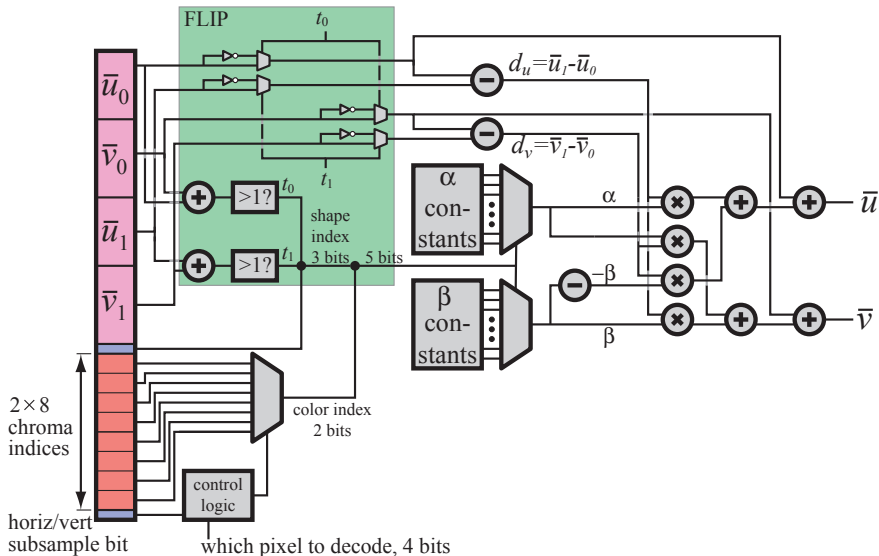 FLIP
t₀
ū₀
v̄₀
ū₁
v̄₁
dᵤ=ū₁-ū₀
dᵥ=v̄₁-v̄₀
t₁
>1?
t₀
>1?
t₁
shape
index
3 bits
5 bits
α
con-
stants
β
con-
stants
α
−β
β
ū
v̄
2×8
chroma
indices
color index
2 bits
control
logic
horiz/vert
subsample bit
which pixel to decode, 4 bits